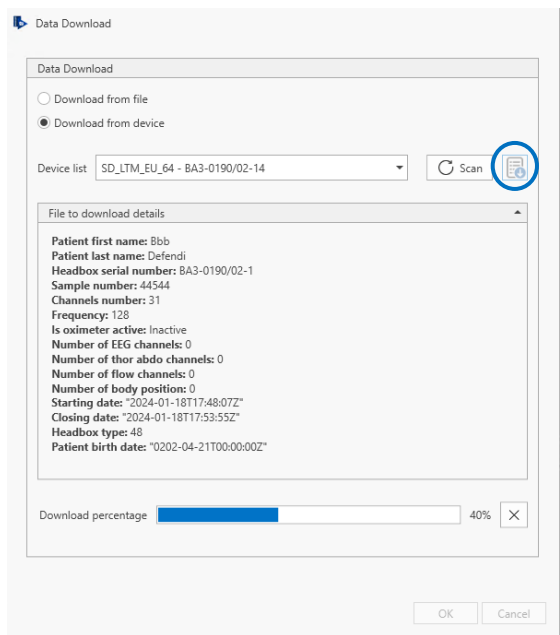 Data Download
Data Download
Download from file
Download from device
Device list SD_LTM_EU_64 - BA3-0190/02-14 Scan
File to download details
Patient first name: Bbb
Patient last name: Defendi
Headbox serial number: BA3-0190/02-1
Sample number: 44544
Channels number: 31
Frequency: 128
Is oximeter active: Inactive
Number of EEG channels: 0
Number of thor abdo channels: 0
Number of flow channels: 0
Number of body position: 0
Starting date: "2024-01-18T17:48:07Z"
Closing date: "2024-01-18T17:53:55Z"
Headbox type: 48
Patient birth date: "0202-04-21T00:00:00Z"
Download percentage 40%
OK Cancel